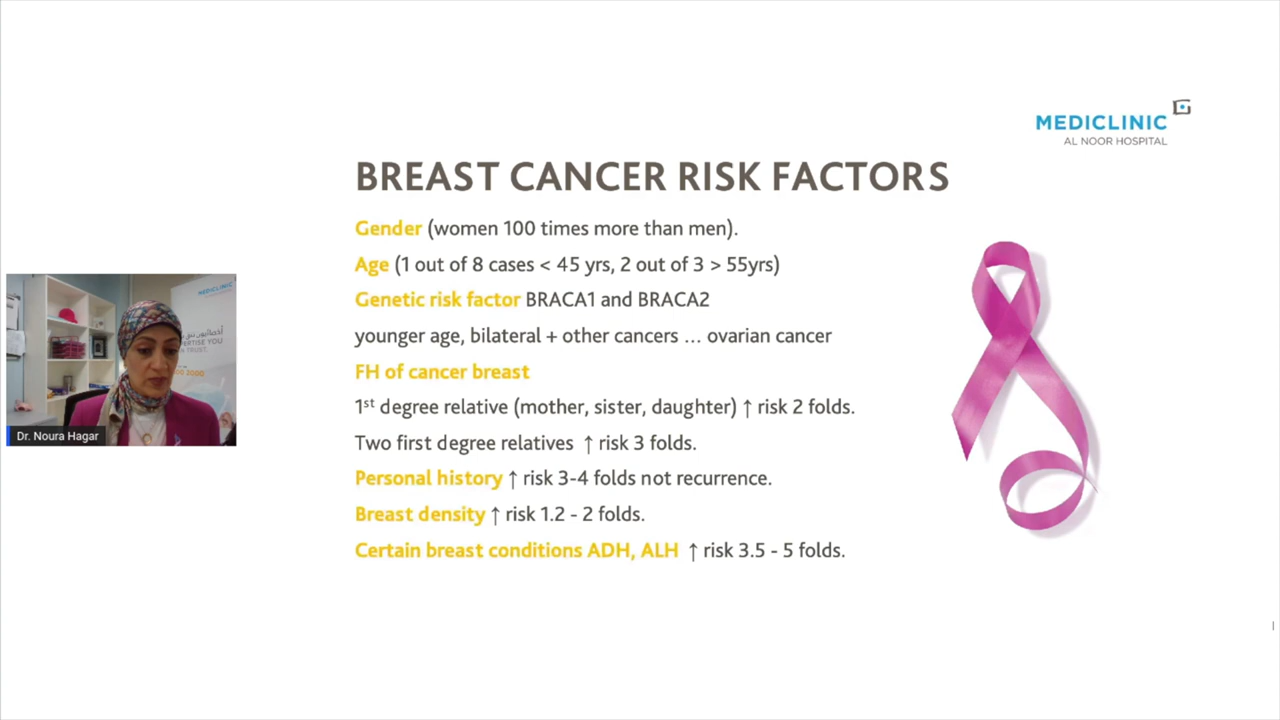 MEDICLINIC
AL NOOR HOSPITAL
BREAST CANCER RISK FACTORS
Gender (women 100 times more than men).
Age (1 out of 8 cases < 45 yrs, 2 out of 3 > 55yrs)
Genetic risk factor BRACA1 and BRACA2
younger age, bilateral + other cancers ... ovarian cancer
FH of cancer breast
1st degree relative (mother, sister, daughter) ↑ risk 2 folds.
Two first degree relatives ↑ risk 3 folds.
Personal history ↑ risk 3-4 folds not recurrence.
Breast density ↑ risk 1.2 - 2 folds.
Certain breast conditions ADH, ALH ↑ risk 3.5 - 5 folds.
MEDICLINIC
ERTISE YOU
TRUST.
Dr. Noura Hagar